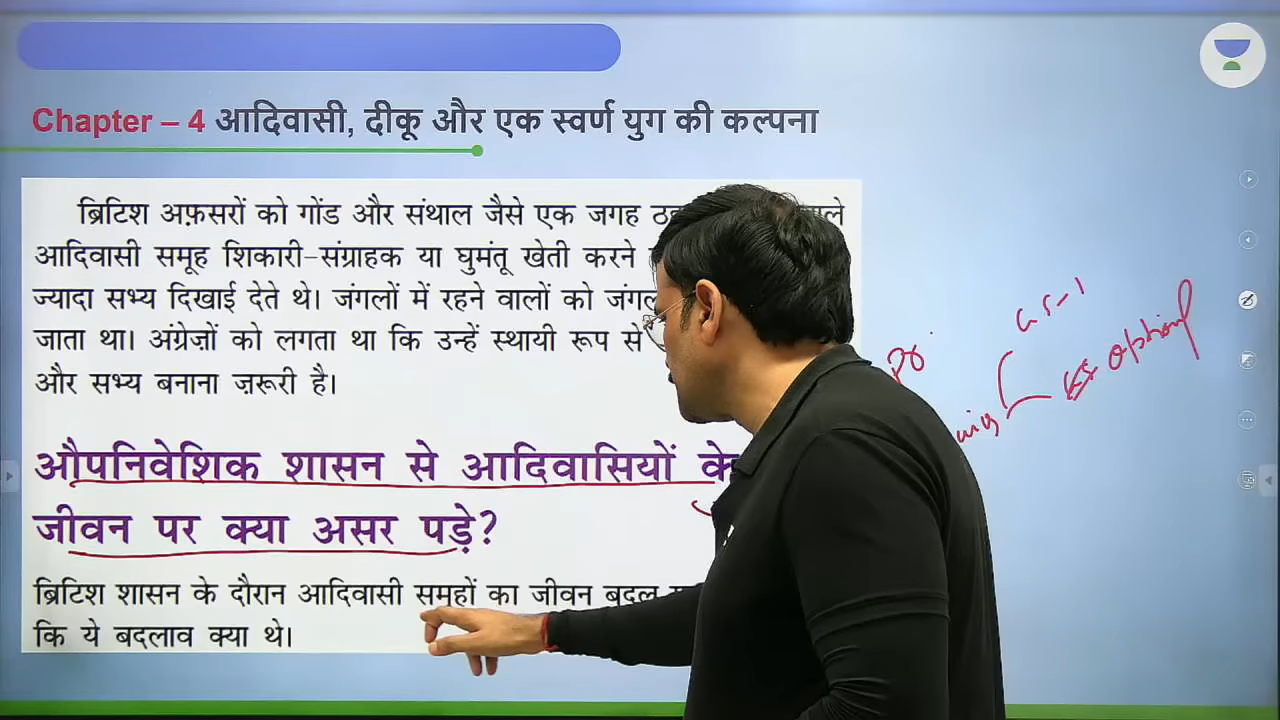 Chapter – 4 आदिवासी, दीकू और एक स्वर्ण युग की कल्पना
ब्रिटिश अफ़सरों को गोंड और संथाल जैसे एक जगह
आदिवासी समूह शिकारी-संग्राहक या घुमंतू खेती करने
ज्यादा सभ्य दिखाई देते थे। जंगलों में रहने वालों को
जाता था। अंग्रेज़ों को लगता था कि उन्हें स्थायी रूप से
और सभ्य बनाना ज़रूरी है।
औपनिवेशिक शासन से आदिवासियों के
जीवन पर क्या असर पड़े?
ब्रिटिश शासन के दौरान आदिवासी समूहों का जीवन बदल
कि ये बदलाव क्या थे।
GS-1
optional